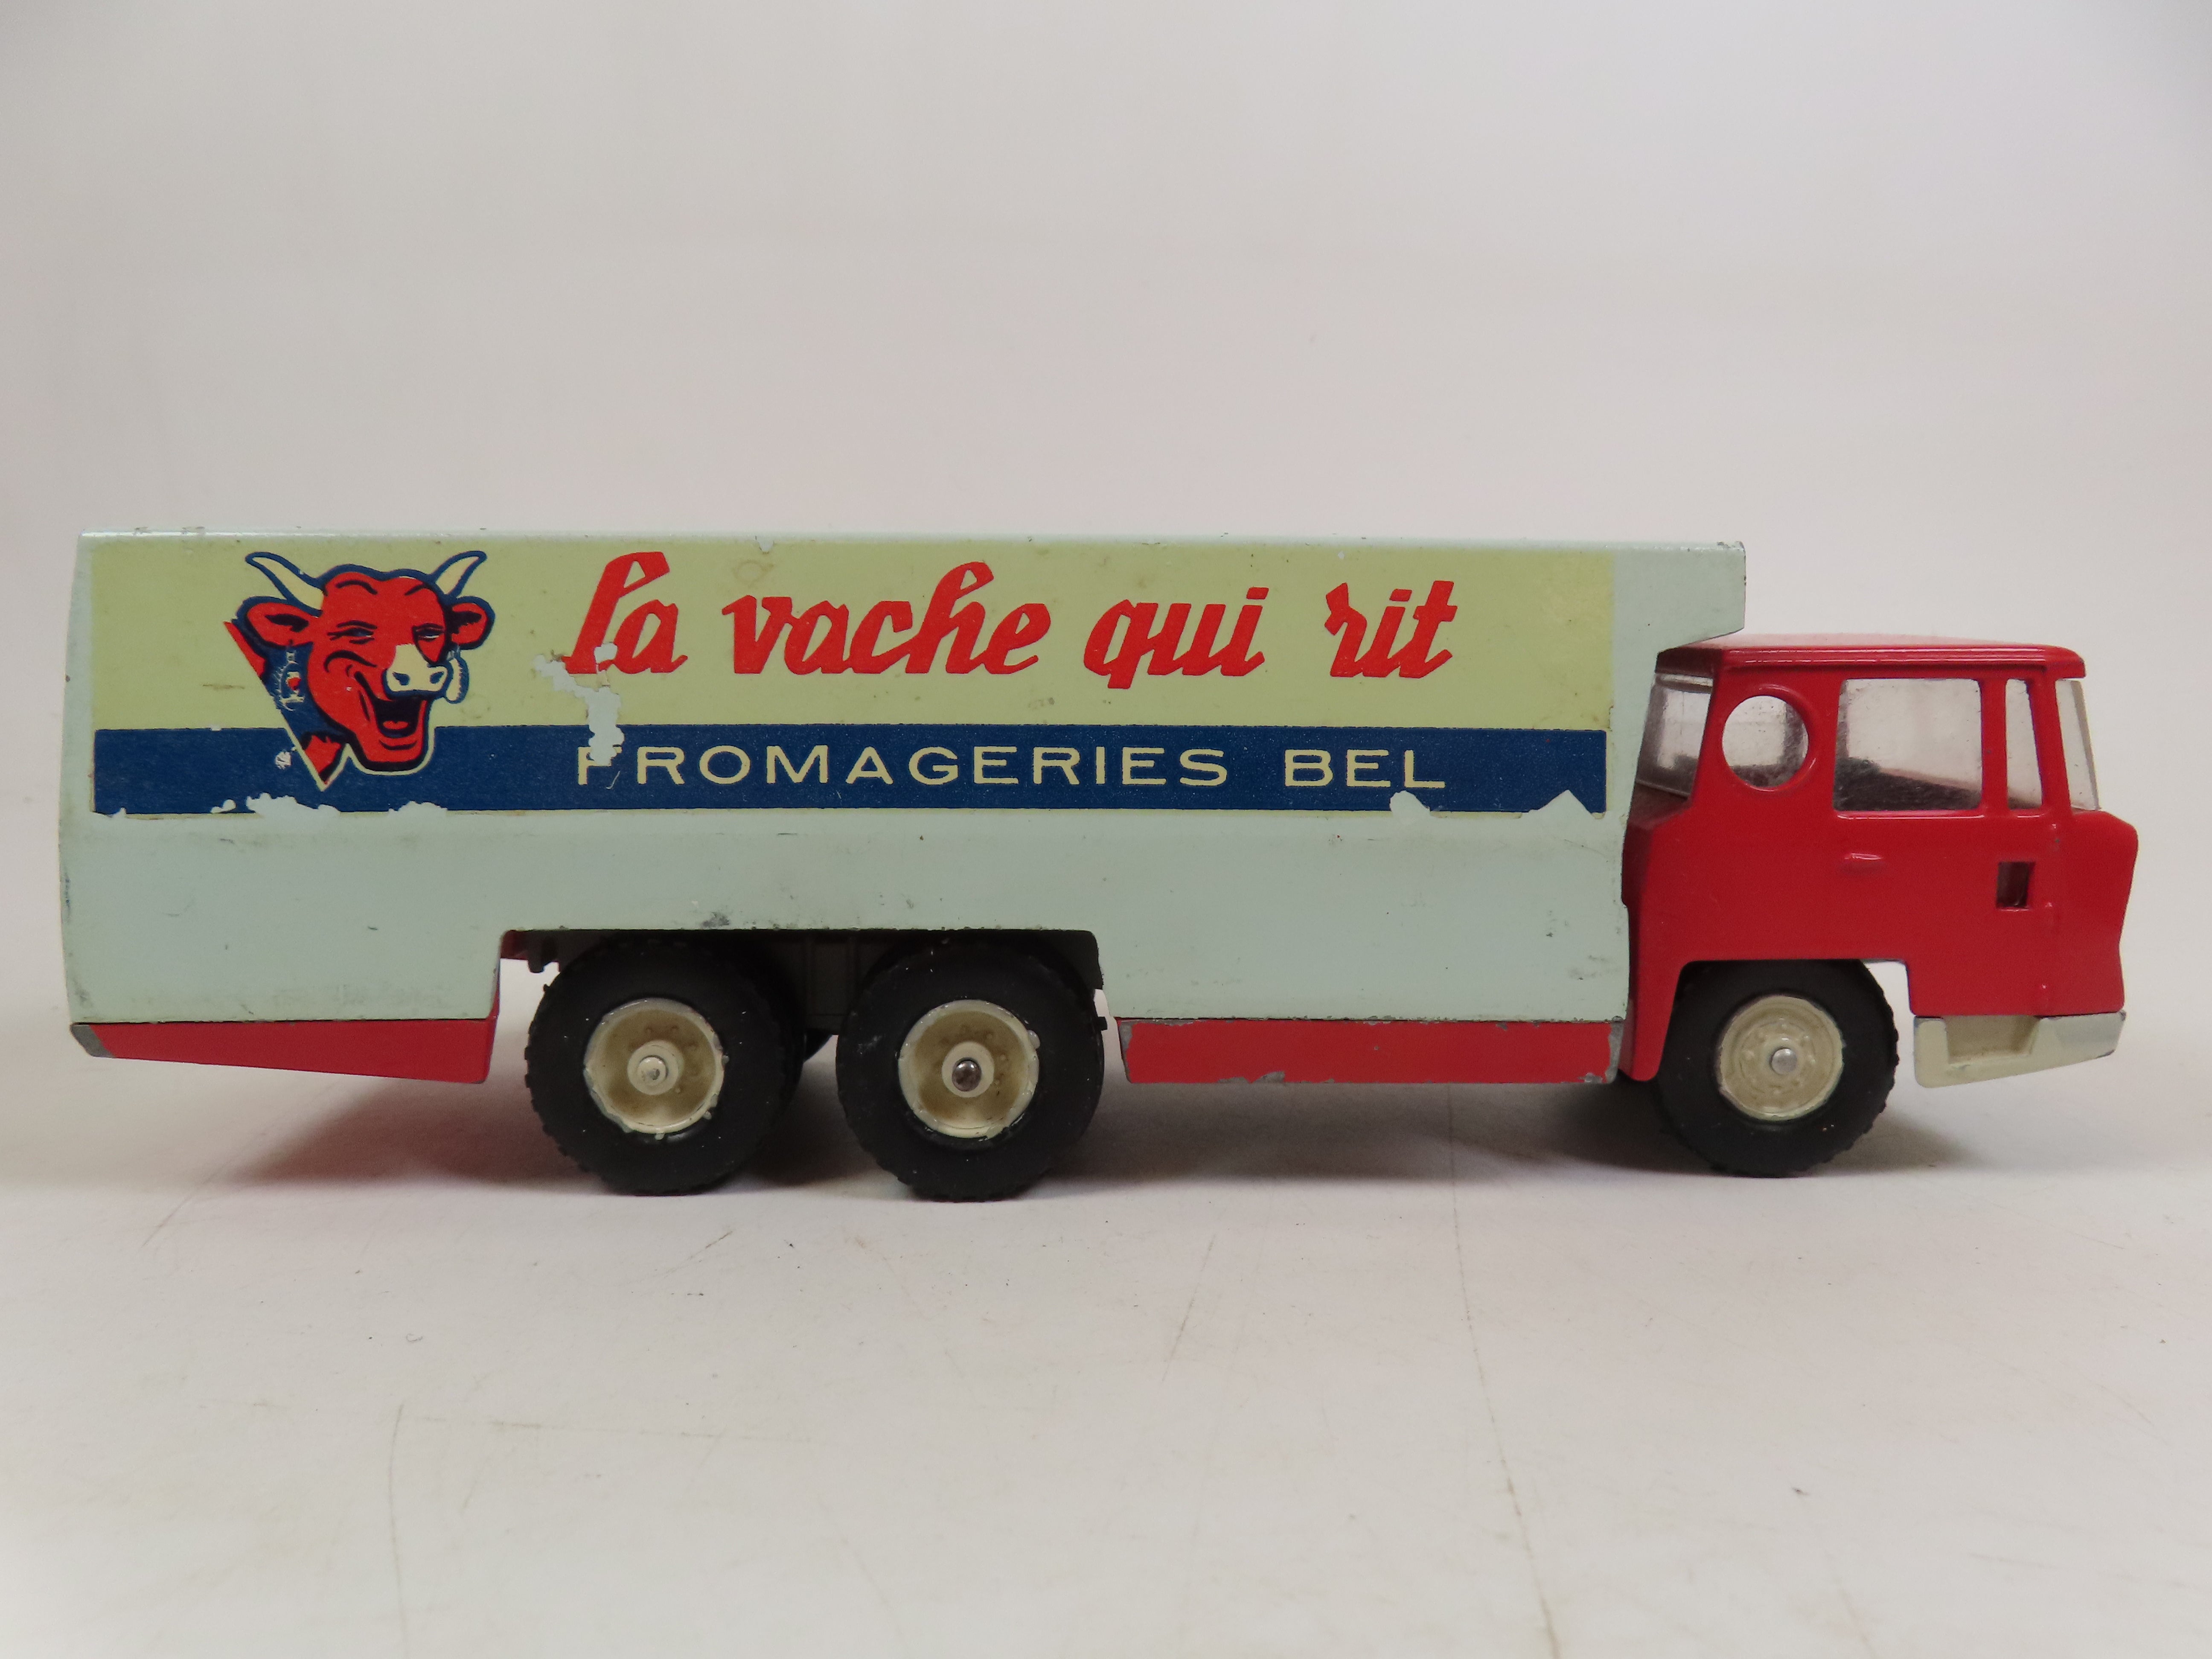 la vache qui rit
FROMAGERIES BEL